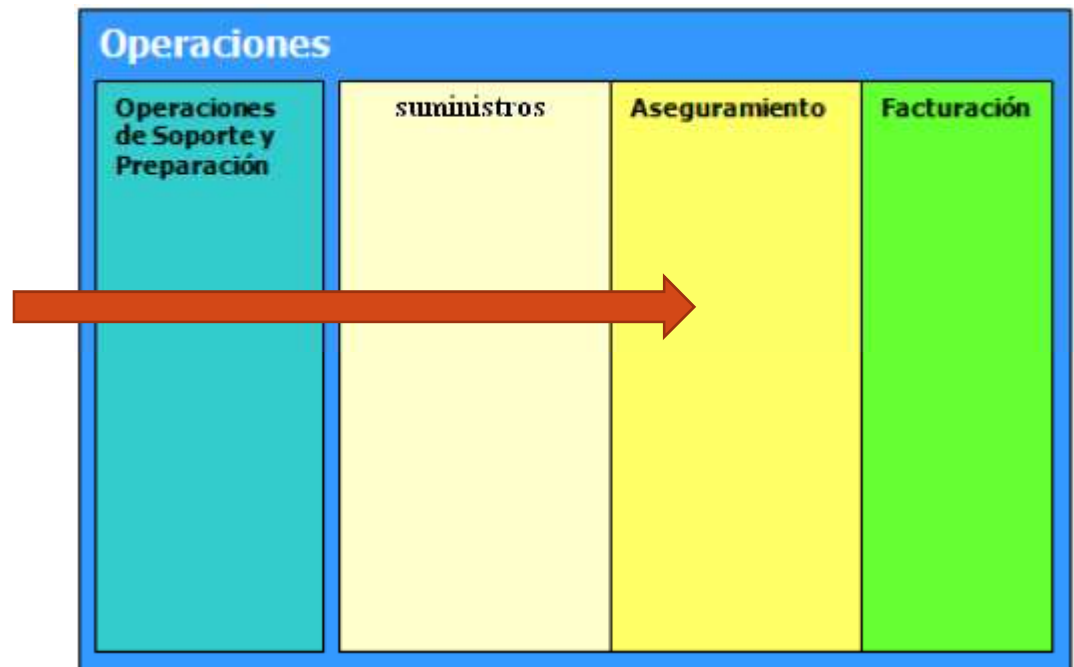 Operaciones
Operaciones
de Soporte y
Preparación
suministros
Aseguramiento
Facturación